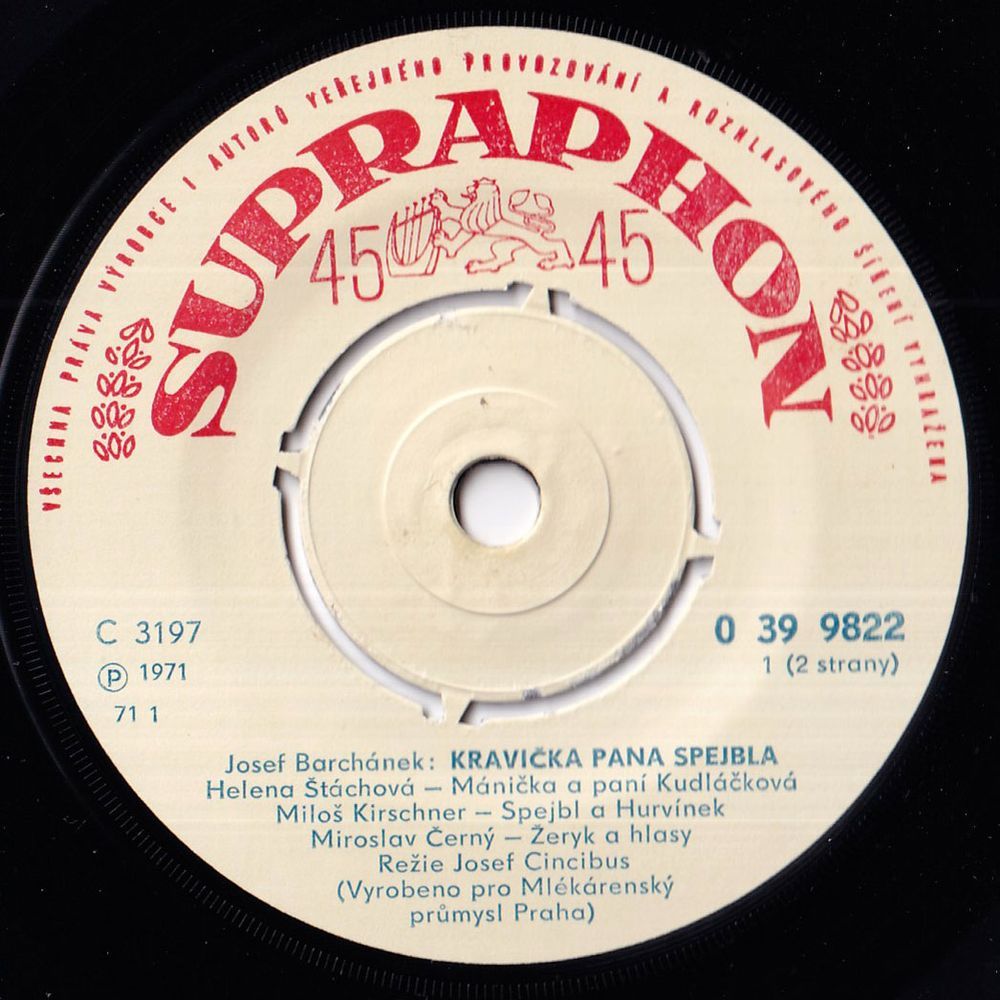 VŠECHNA PRÁVA VÝROBCE I AUTORŮ VEŘEJNÉHO PROVOZOVÁNÍ A ROZHLASOVÉHO ŠÍŘENÍ VYHRAŽENA
SUPRAPHON
45 45
C 3197
Ⓟ 1971
71 1
0 39 9822
1 (2 strany)
Josef Barchánek: KRAVIČKA PANA SPEJBLA
Helena Štáchová – Mánička a paní Kudláčková
Miloš Kirschner – Spejbl a Hurvínek
Miroslav Černý – Žeryk a hlasy
Režie Josef Cincibus
(Vyrobeno pro Mlékárenský
průmysl Praha)